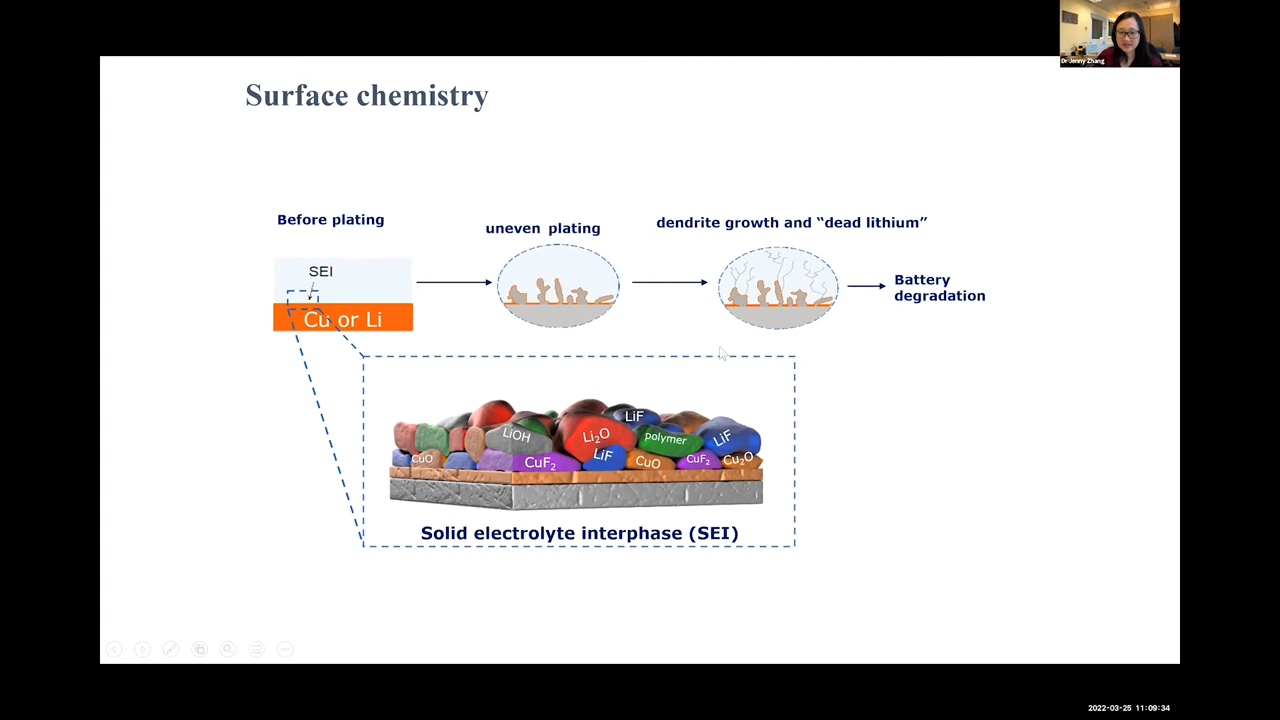 Dr Jenny Zhang
Surface chemistry
Before plating
uneven plating
dendrite growth and “dead lithium”
SEI
Cu or Li
Battery
degradation
LiF
LiOH
Li₂O
polymer
LiF
CuO
CuF₂
LiF
CuO
CuF₂
Cu₂O
Solid electrolyte interphase (SEI)
2022-03-25 11:09:34